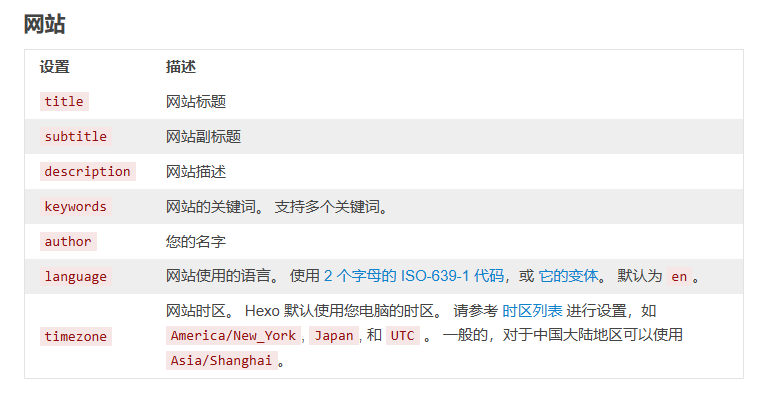 网站
设置 描述
title 网站标题
subtitle 网站副标题
description 网站描述
keywords 网站的关键词。 支持多个关键词。
author 您的名字
language 网站使用的语言。 使用 2 个字母的 ISO-639-1 代码，或 它的变体。 默认为 en 。
网站时区。 Hexo 默认使用您电脑的时区。 请参考 时区列表 进行设置，如
timezone America/New_York, Japan, 和 UTC 。 一般的，对于中国大陆地区可以使用
Asia/Shanghai。